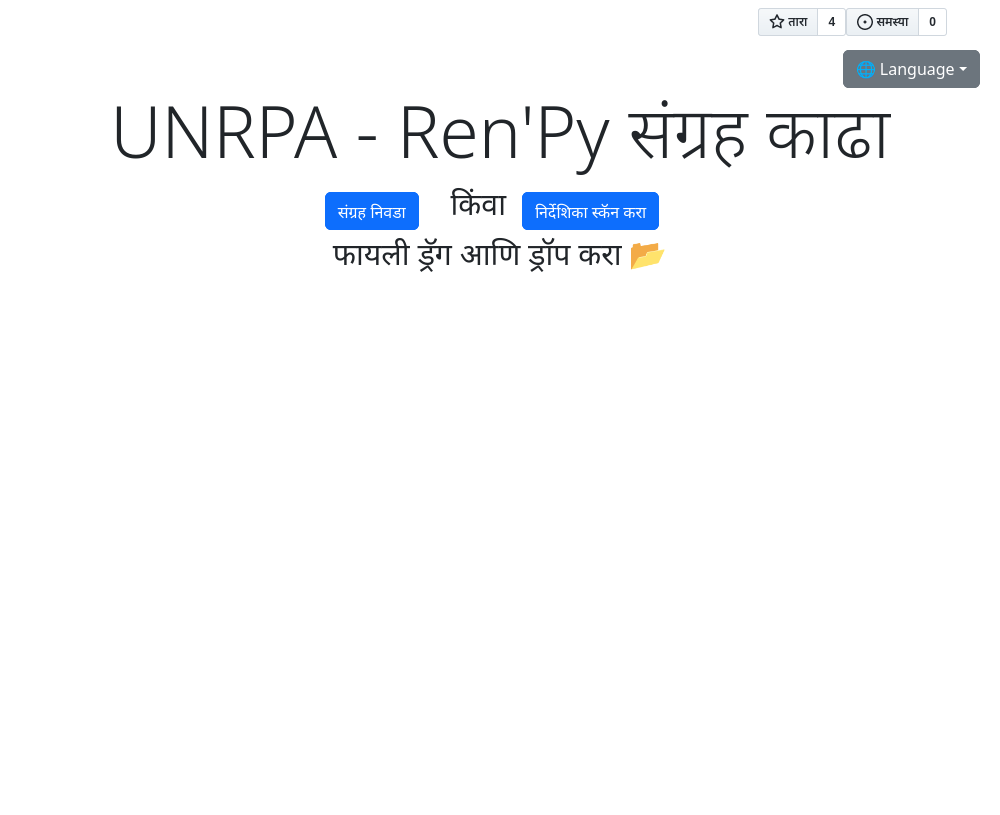 तारा 4 समस्या 0
🌐 Language
UNRPA - Ren'Py संग्रह काढा
संग्रह निवडा किंवा निर्देशिका स्कॅन करा
फायली ड्रॅग आणि ड्रॉप करा 📂